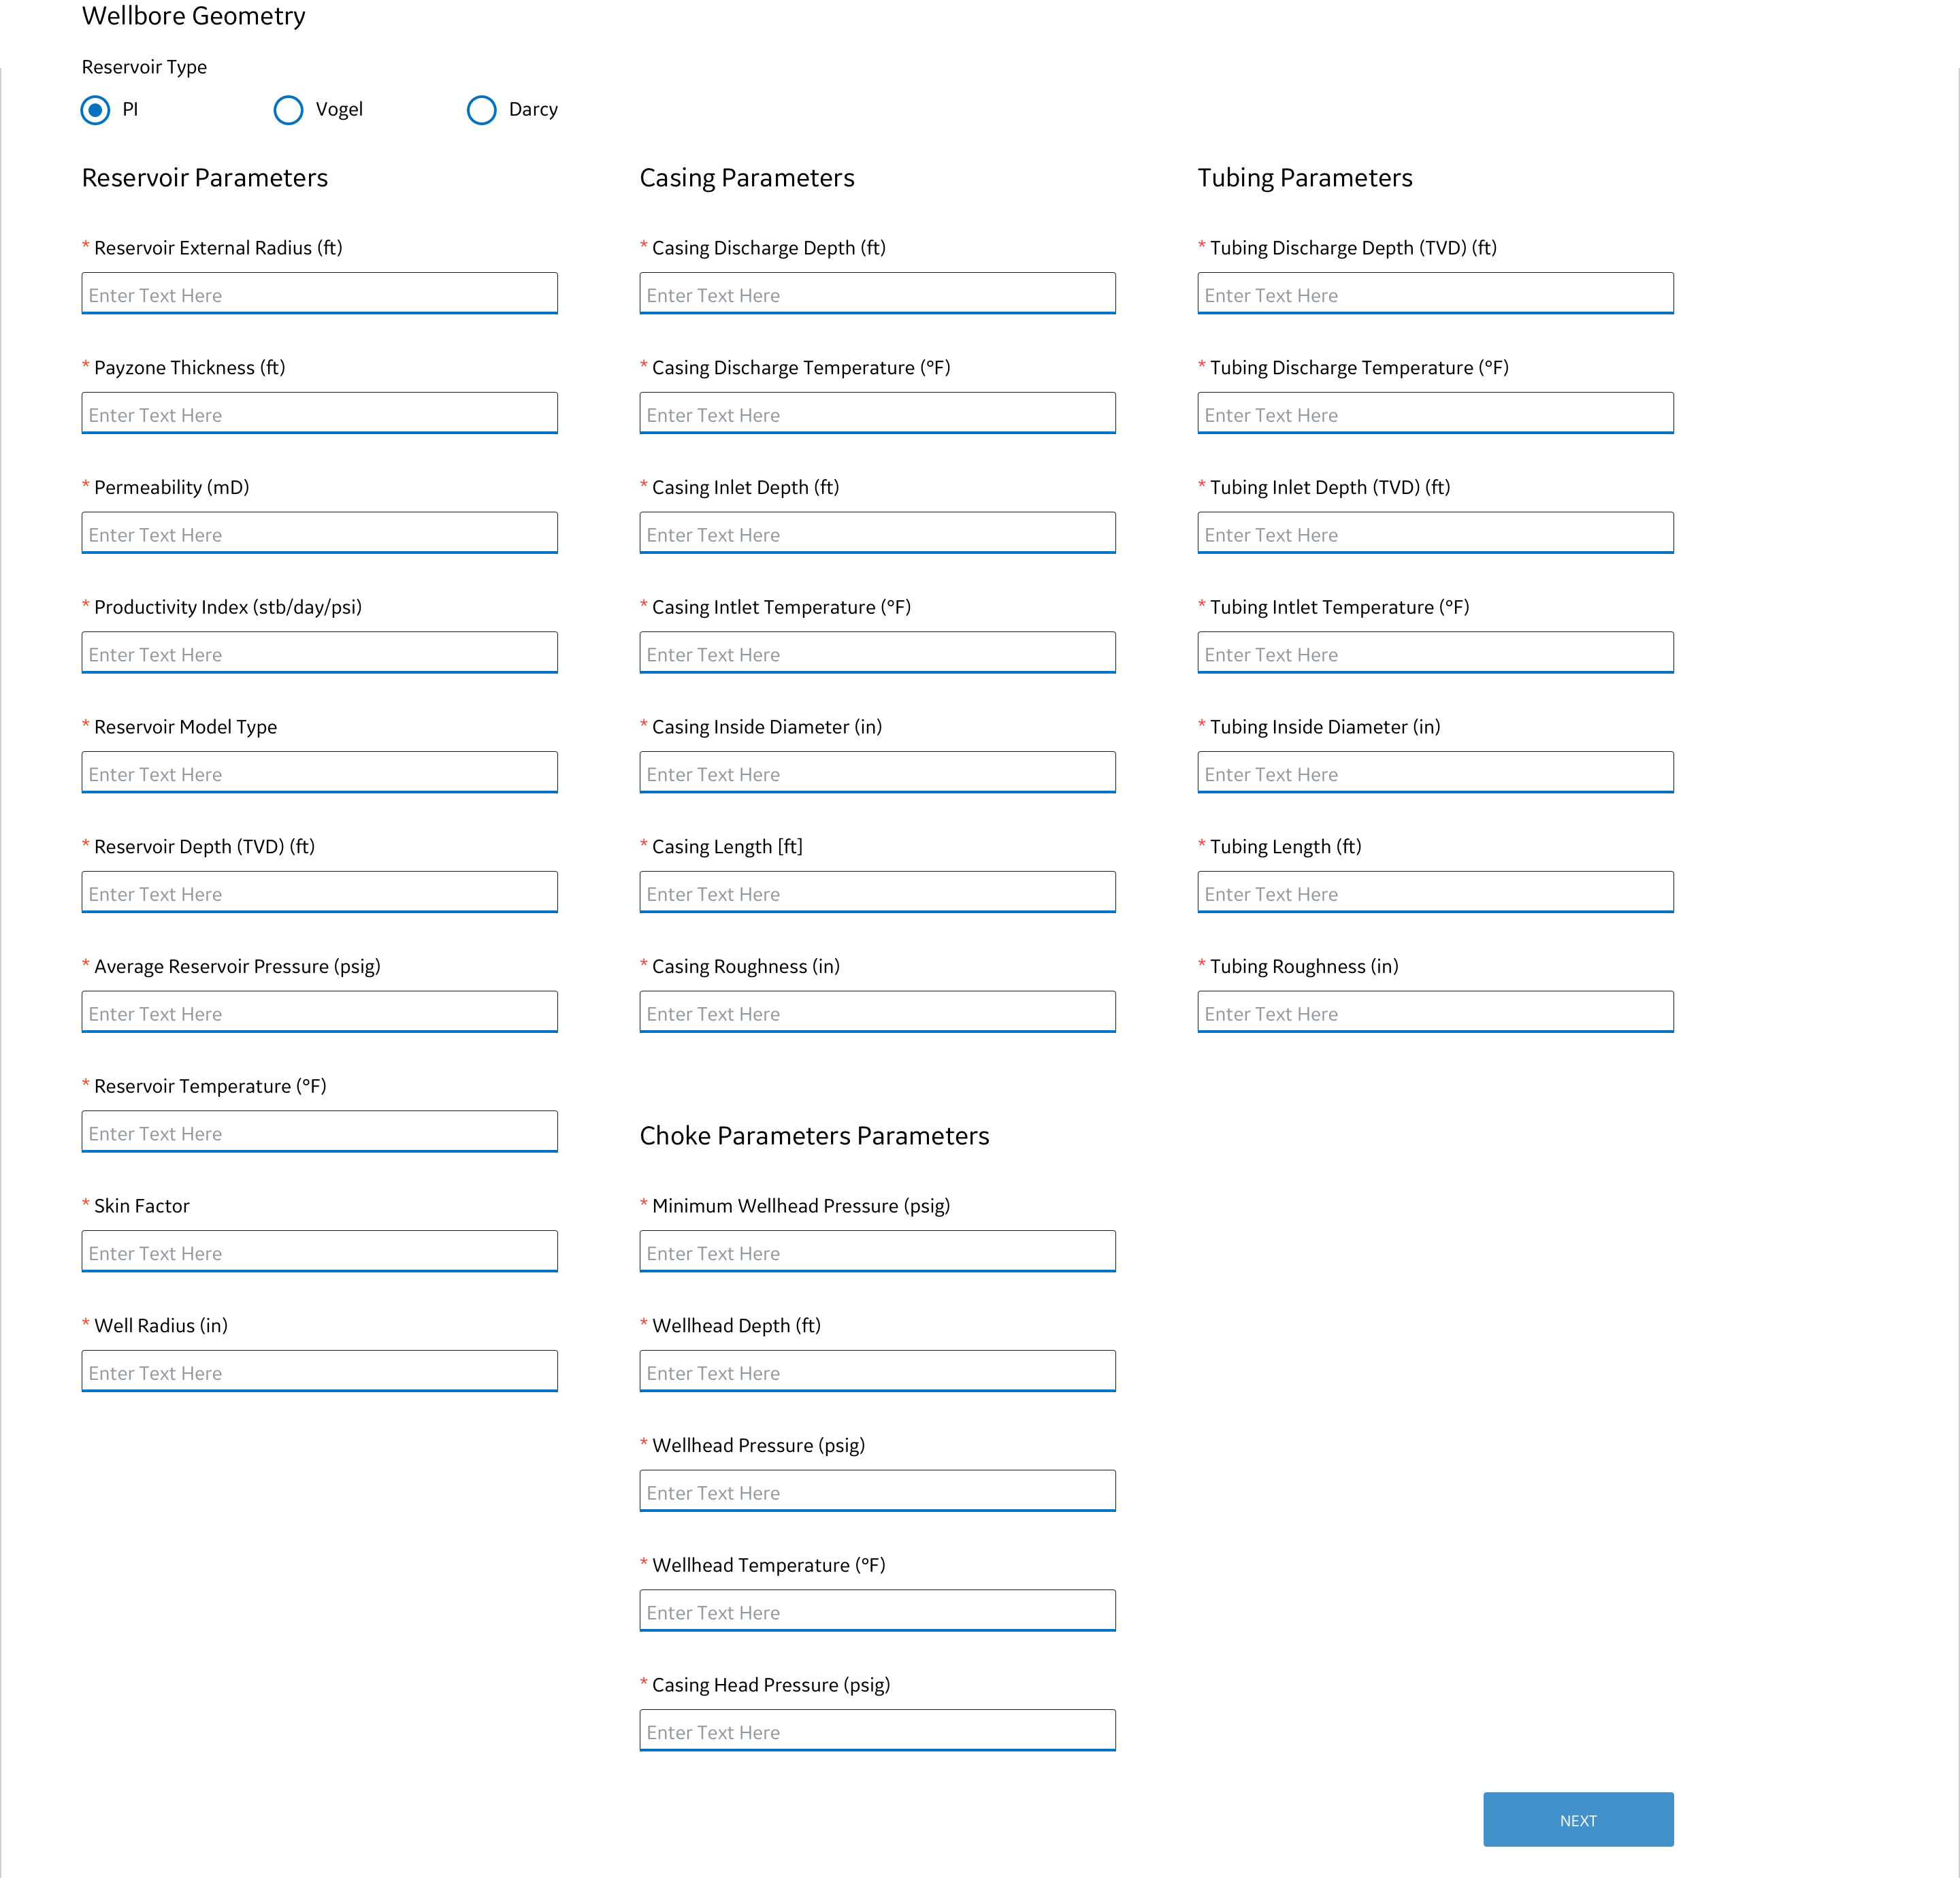 Wellbore Geometry
Reservoir Type
PI
Vogel
Darcy
Reservoir Parameters
* Reservoir External Radius (ft)
Enter Text Here
* Payzone Thickness (ft)
Enter Text Here
* Permeability (mD)
Enter Text Here
* Productivity Index (stb/day/psi)
Enter Text Here
* Reservoir Model Type
Enter Text Here
* Reservoir Depth (TVD) (ft)
Enter Text Here
* Average Reservoir Pressure (psig)
Enter Text Here
* Reservoir Temperature (°F)
Enter Text Here
* Skin Factor
Enter Text Here
* Well Radius (in)
Enter Text Here
Casing Parameters
* Casing Discharge Depth (ft)
Enter Text Here
* Casing Discharge Temperature (°F)
Enter Text Here
* Casing Inlet Depth (ft)
Enter Text Here
* Casing Intlet Temperature (°F)
Enter Text Here
* Casing Inside Diameter (in)
Enter Text Here
* Casing Length [ft]
Enter Text Here
* Casing Roughness (in)
Enter Text Here
Choke Parameters Parameters
* Minimum Wellhead Pressure (psig)
Enter Text Here
* Wellhead Depth (ft)
Enter Text Here
* Wellhead Pressure (psig)
Enter Text Here
* Wellhead Temperature (°F)
Enter Text Here
* Casing Head Pressure (psig)
Enter Text Here
Tubing Parameters
* Tubing Discharge Depth (TVD) (ft)
Enter Text Here
* Tubing Discharge Temperature (°F)
Enter Text Here
* Tubing Inlet Depth (TVD) (ft)
Enter Text Here
* Tubing Intlet Temperature (°F)
Enter Text Here
* Tubing Inside Diameter (in)
Enter Text Here
* Tubing Length (ft)
Enter Text Here
* Tubing Roughness (in)
Enter Text Here
NEXT